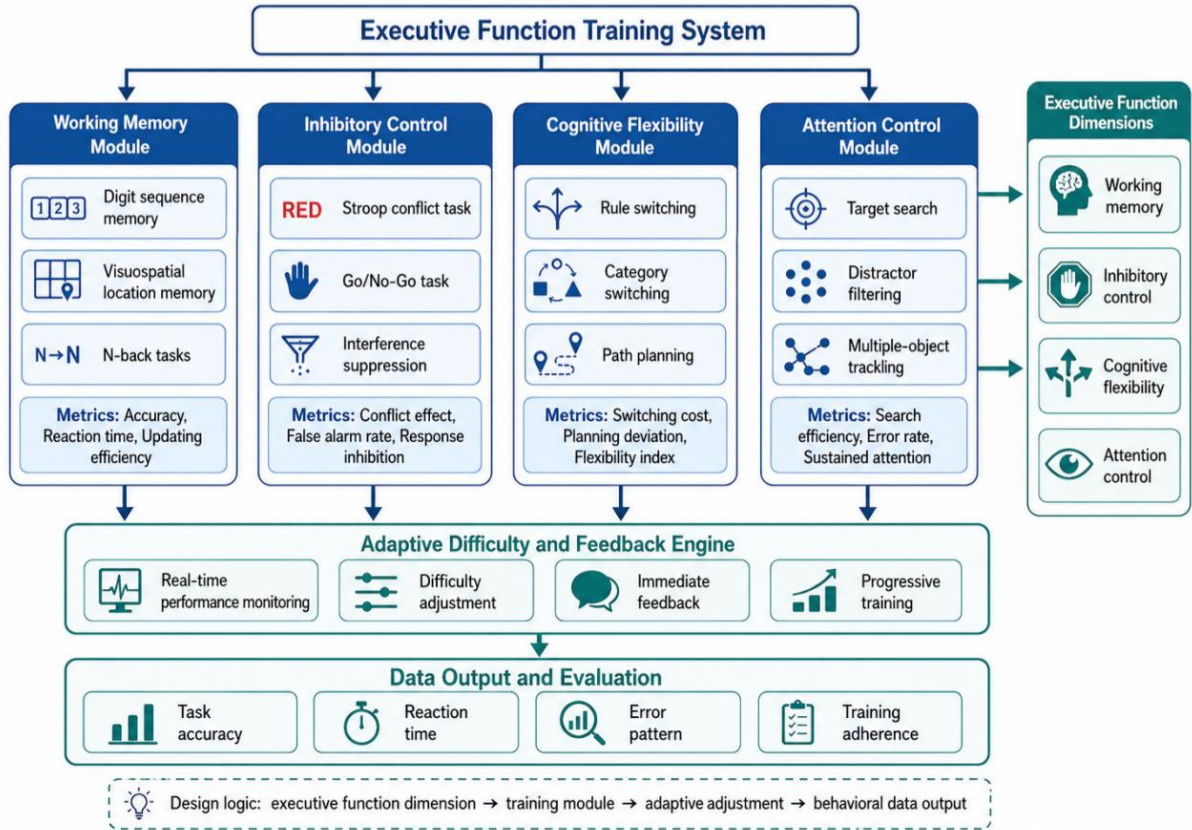 Executive Function Training System
Working Memory
Module
1 2 3
Digit sequence
memory
Visuospatial
location memory
N→N
N-back tasks
Metrics: Accuracy,
Reaction time, Updating
efficiency
Inhibitory Control
Module
RED
Stroop conflict task
Go/No-Go task
Interference
suppression
Metrics: Conflict effect,
False alarm rate, Response
inhibition
Cognitive Flexibility
Module
Rule switching
Category
switching
Path planning
Metrics: Switching cost,
Planning deviation,
Flexibility index
Attention Control
Module
Target search
Distractor
filtering
Multiple-object
trackling
Metrics: Search
efficiency, Error rate,
Sustained attention
Executive Function
Dimensions
Working
memory
Inhibitory
control
Cognitive
flexibility
Attention
control
Adaptive Difficulty and Feedback Engine
Real-time
performance monitoring
Difficulty
adjustment
Immediate
feedback
Progressive
training
Data Output and Evaluation
Task
accuracy
Reaction
time
Error
pattern
Training
adherence
Design logic: executive function dimension → training module → adaptive adjustment → behavioral data output